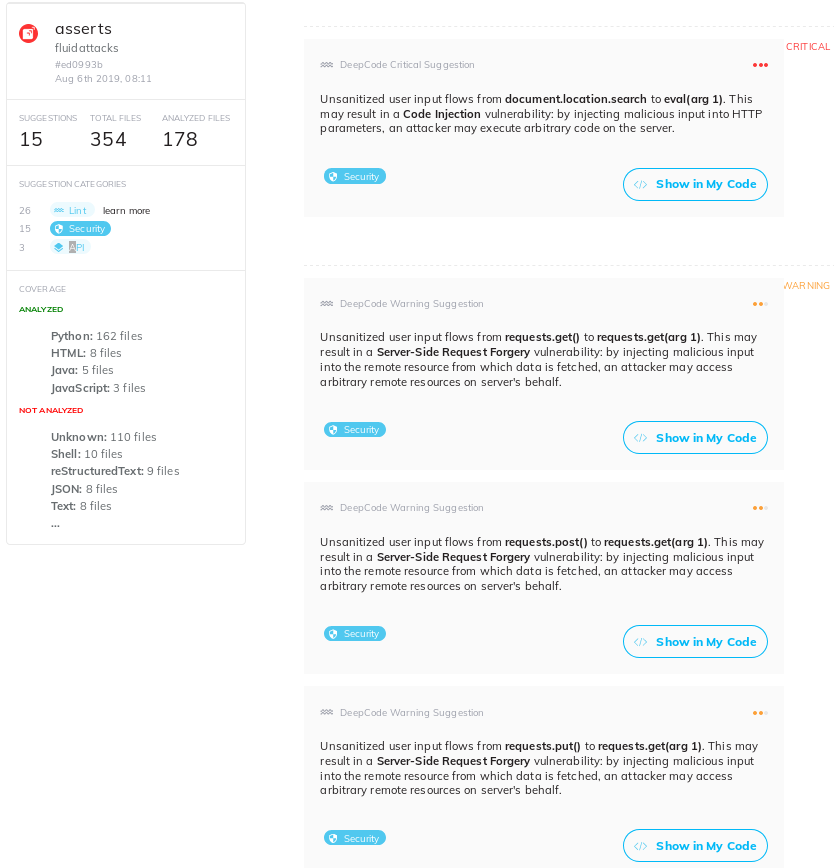 asserts
fluidattacks
#ed0993b
Aug 6th 2019, 08:11
SUGGESTIONS TOTAL FILES ANALYZED FILES
15 354 178
SUGGESTION CATEGORIES
26 Lint learn more
15 Security
3 API
COVERAGE
ANALYZED
Python: 162 files
HTML: 8 files
Java: 5 files
JavaScript: 3 files
NOT ANALYZED
Unknown: 110 files
Shell: 10 files
reStructuredText: 9 files
JSON: 8 files
Text: 8 files
...
CRITICAL
DeepCode Critical Suggestion
Unsanitized user input flows from document.location.search to eval(arg 1). This
may result in a Code Injection vulnerability: by injecting malicious input into HTTP
parameters, an attacker may execute arbitrary code on the server.
Security
</> Show in My Code
WARNING
DeepCode Warning Suggestion
Unsanitized user input flows from requests.get() to requests.get(arg 1). This may
result in a Server-Side Request Forgery vulnerability: by injecting malicious input
into the remote resource from which data is fetched, an attacker may access
arbitrary remote resources on server's behalf.
Security
</> Show in My Code
DeepCode Warning Suggestion
Unsanitized user input flows from requests.post() to requests.get(arg 1). This may
result in a Server-Side Request Forgery vulnerability: by injecting malicious input
into the remote resource from which data is fetched, an attacker may access
arbitrary remote resources on server's behalf.
Security
</> Show in My Code
DeepCode Warning Suggestion
Unsanitized user input flows from requests.put() to requests.get(arg 1). This may
result in a Server-Side Request Forgery vulnerability: by injecting malicious input
into the remote resource from which data is fetched, an attacker may access
arbitrary remote resources on server's behalf.
Security
</> Show in My Code